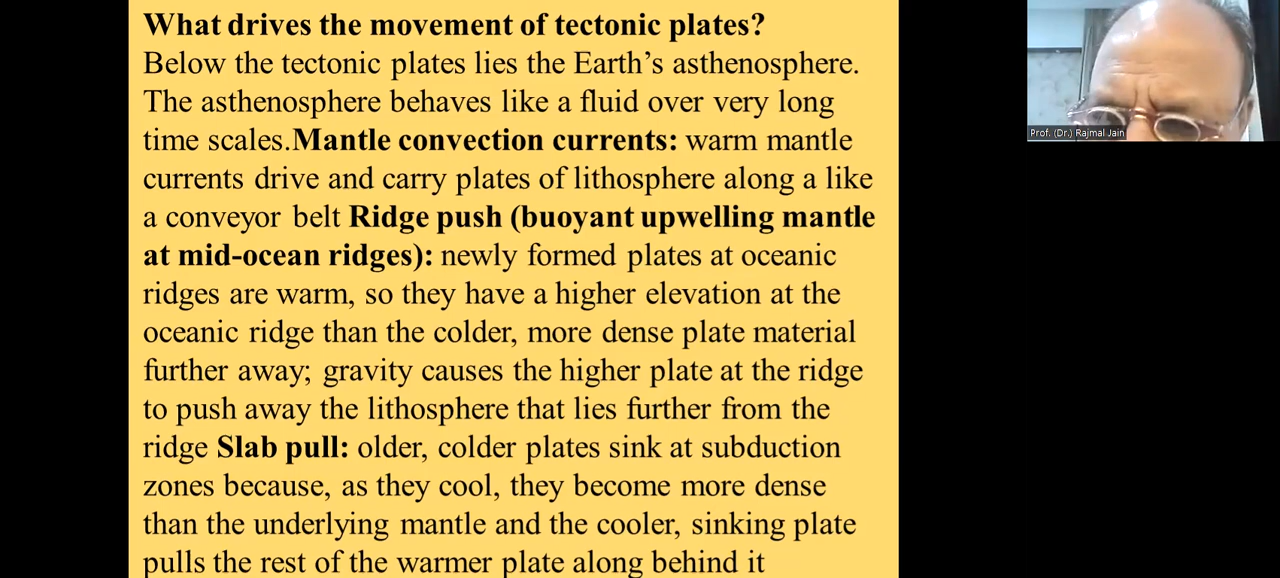 What drives the movement of tectonic plates?
Below the tectonic plates lies the Earth’s asthenosphere.
The asthenosphere behaves like a fluid over very long
time scales.Mantle convection currents: warm mantle
currents drive and carry plates of lithosphere along a like
a conveyor belt Ridge push (buoyant upwelling mantle
at mid-ocean ridges): newly formed plates at oceanic
ridges are warm, so they have a higher elevation at the
oceanic ridge than the colder, more dense plate material
further away; gravity causes the higher plate at the ridge
to push away the lithosphere that lies further from the
ridge Slab pull: older, colder plates sink at subduction
zones because, as they cool, they become more dense
than the underlying mantle and the cooler, sinking plate
pulls the rest of the warmer plate along behind it
Prof. (Dr.) Rajmal Jain